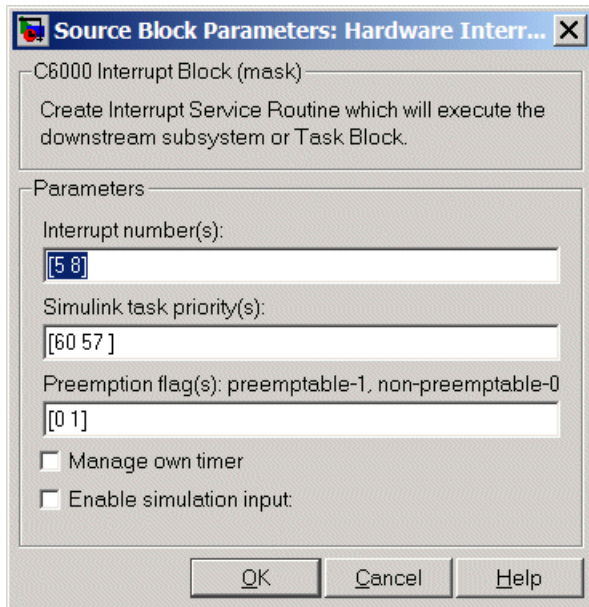 Source Block Parameters: Hardware Interr...
C6000 Interrupt Block (mask)
Create Interrupt Service Routine which will execute the
downstream subsystem or Task Block.
Parameters
Interrupt number(s):
[5 8]
Simulink task priority(s):
[60 57 ]
Preemption flag(s): preemptable-1, non-preemptable-0
[0 1]
Manage own timer
Enable simulation input:
OK Cancel Help